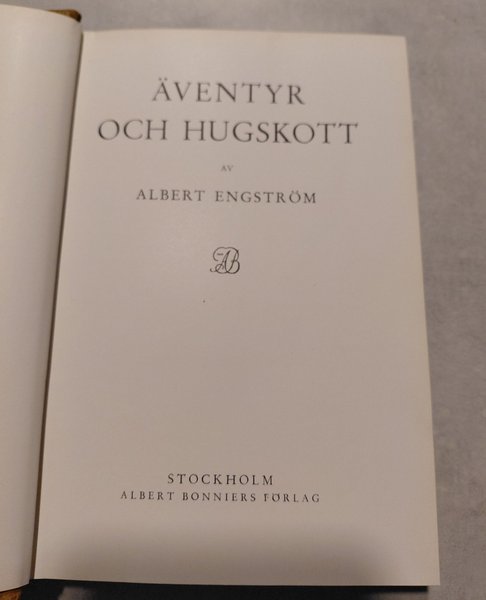 ÄVENTYR
OCH HUGSKOTT
AV
ALBERT ENGSTRÖM
AB
STOCKHOLM
ALBERT BONNIERS FÖRLAG